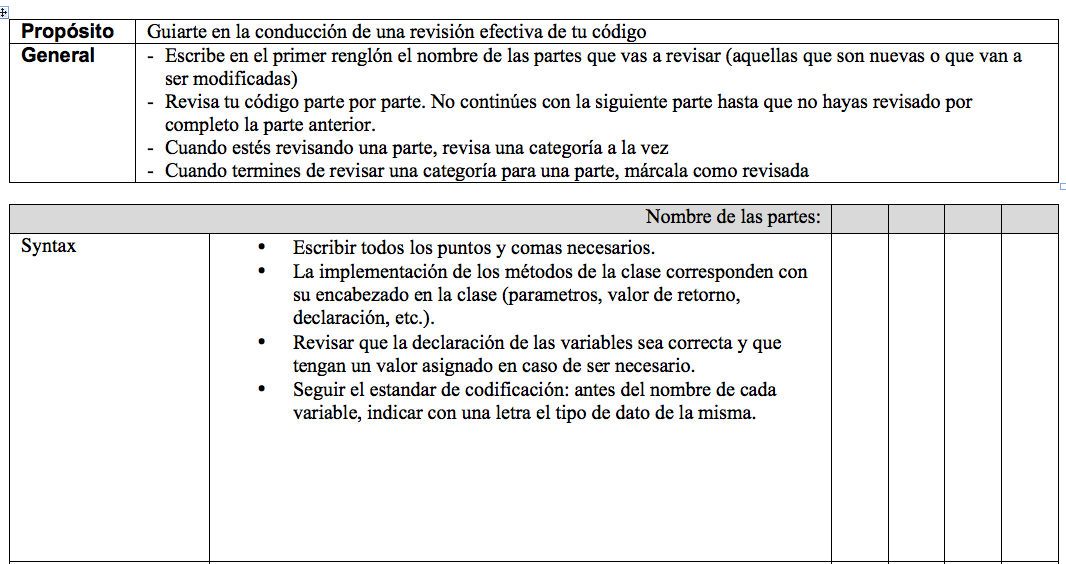 Propósito Guiarte en la conducción de una revisión efectiva de tu código
General - Escribe en el primer renglón el nombre de las partes que vas a revisar (aquellas que son nuevas o que van a
ser modificadas)
- Revisa tu código parte por parte. No continúes con la siguiente parte hasta que no hayas revisado por
completo la parte anterior.
- Cuando estés revisando una parte, revisa una categoría a la vez
- Cuando termines de revisar una categoría para una parte, márcala como revisada
Nombre de las partes:
Syntax • Escribir todos los puntos y comas necesarios.
• La implementación de los métodos de la clase corresponden con
su encabezado en la clase (parametros, valor de retorno,
declaración, etc.).
• Revisar que la declaración de las variables sea correcta y que
tengan un valor asignado en caso de ser necesario.
• Seguir el estandar de codificación: antes del nombre de cada
variable, indicar con una letra el tipo de dato de la misma.